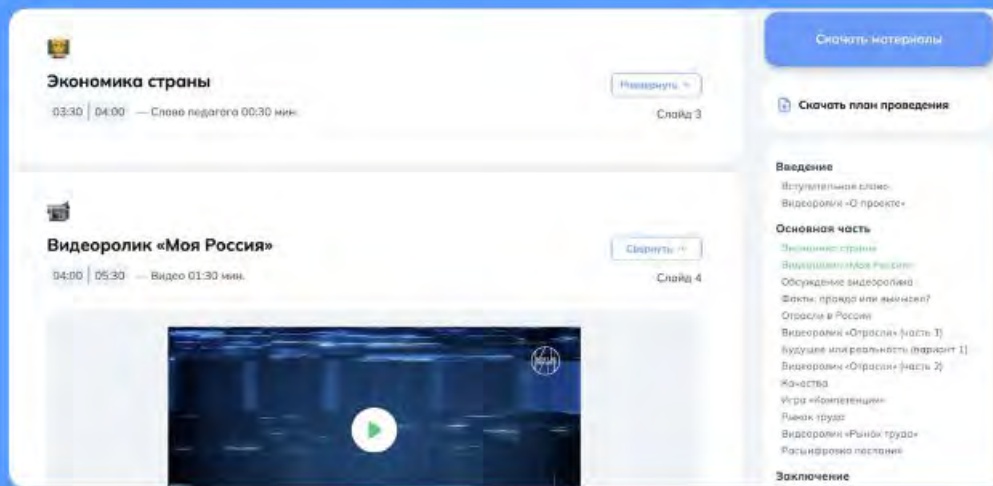 Экономика страны
Развернуть
03:30 | 04:00 — Слово педагога 00:30 мин.
Слайд 3
Видеоролик «Моя Россия»
Свернуть
04:00 | 05:30 — Видео 01:30 мин.
Слайд 4
Скачать материалы
Скачать план проведения
Введение
Вступительное слово
Видеоролик «О проекте»
Основная часть
Экономика страны
Видеоролик «Моя Россия»
Обсуждение видеоролика
Факты: правда или вымысел?
Отрасли в России
Видеоролик «Отрасли» (часть 1)
Будущее или реальность (вариант 1)
Видеоролик «Отрасли» (часть 2)
Качества
Игра «Компетенции»
Рынок труда
Видеоролик «Рынок труда»
Расшифровка послания
Заключение